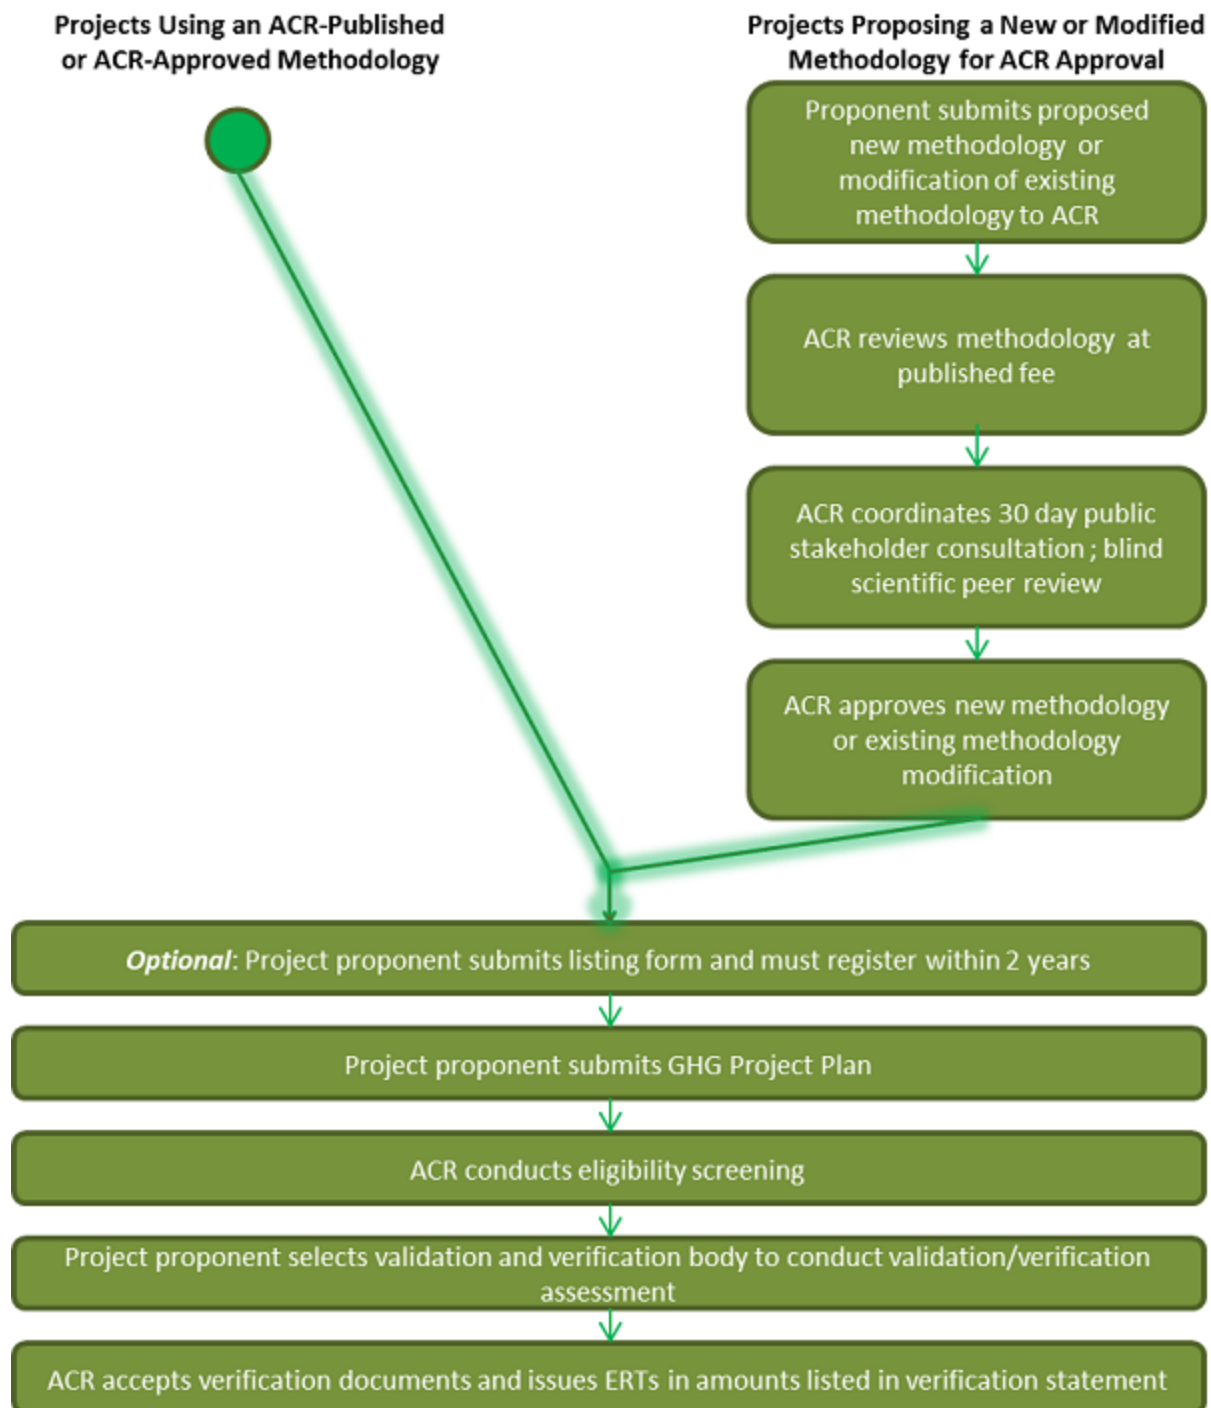 Projects Using an ACR-Published
or ACR-Approved Methodology
Projects Proposing a New or Modified
Methodology for ACR Approval
Proponent submits proposed
new methodology or
modification of existing
methodology to ACR
ACR reviews methodology at
published fee
ACR coordinates 30 day public
stakeholder consultation ; blind
scientific peer review
ACR approves new methodology
or existing methodology
modification
Optional: Project proponent submits listing form and must register within 2 years
Project proponent submits GHG Project Plan
ACR conducts eligibility screening
Project proponent selects validation and verification body to conduct validation/verification
assessment
ACR accepts verification documents and issues ERTs in amounts listed in verification statement